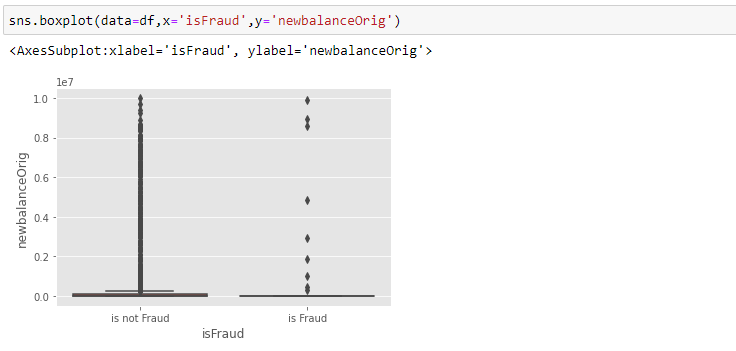 sns.boxplot(data=df,x='isFraud',y='newbalanceOrig')
<AxesSubplot:xlabel='isFraud', ylabel='newbalanceOrig'>
1e7
1.0
0.8
0.6
0.4
0.2
0.0
newbalanceOrig
is not Fraud
is Fraud
isFraud